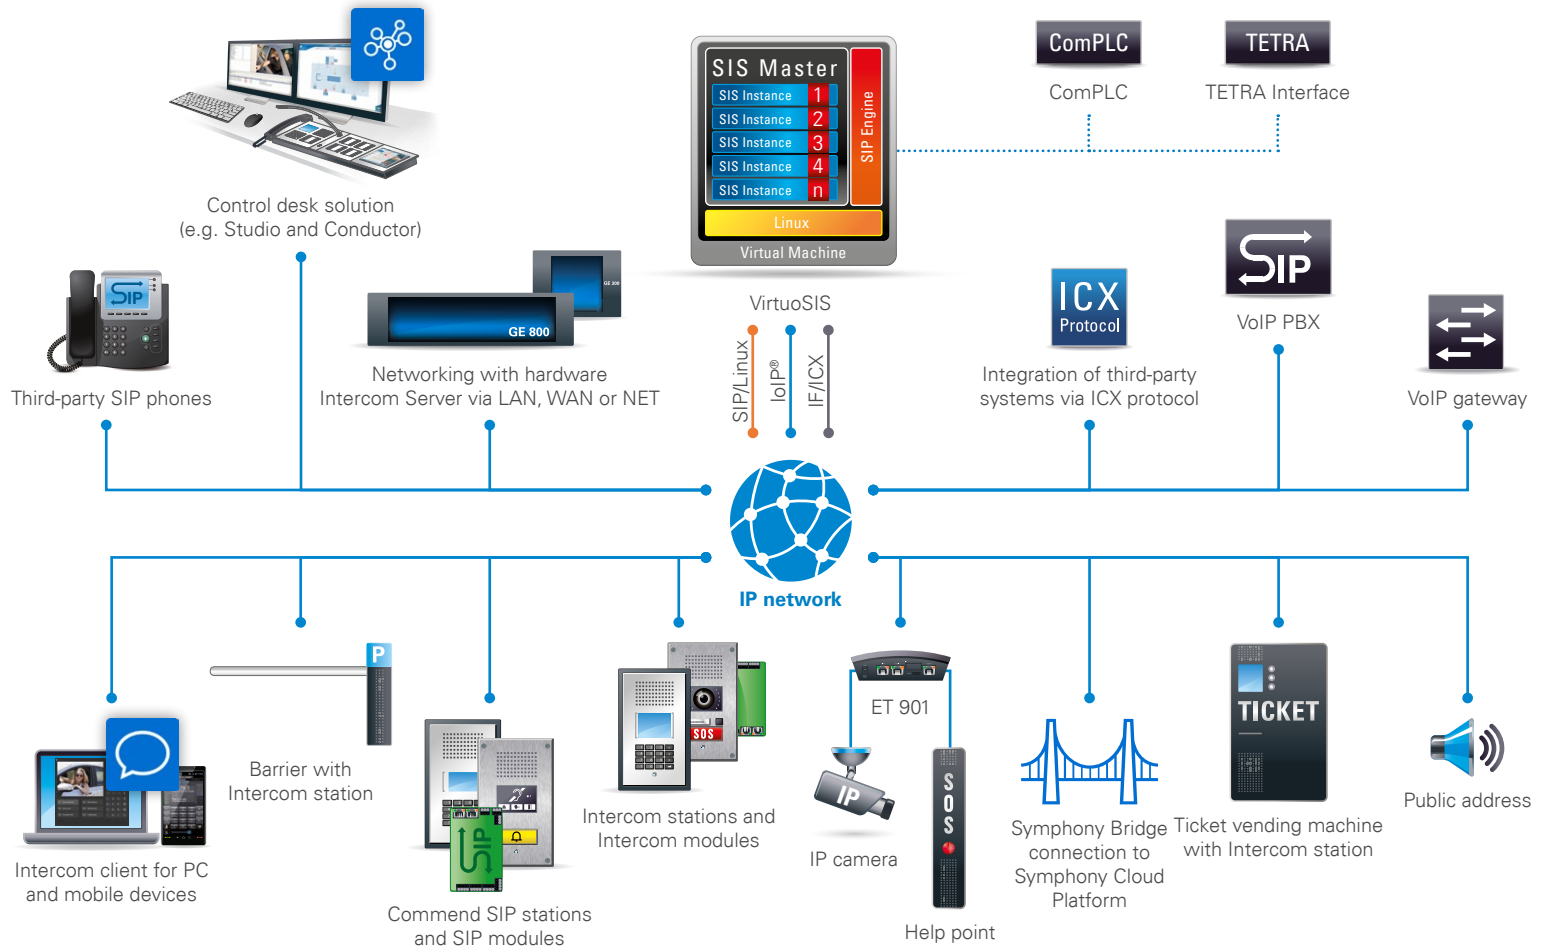 SIS Master
SIS Instance 1
SIS Instance 2
SIS Instance 3
SIS Instance 4
SIS Instance n
SIP Engine
Linux
Virtual Machine
VirtuoSIS
ComPLC
ComPLC
TETRA
TETRA Interface
Control desk solution
(e.g. Studio and Conductor)
SIP
Third-party SIP phones
GE 300
GE 800
Networking with hardware
Intercom Server via LAN, WAN or NET
SIP/Linux
IoIP®
IF/ICX
ICX
Protocol
Integration of third-party
systems via ICX protocol
SIP
VoIP PBX
VoIP gateway
IP network
Intercom client for PC
and mobile devices
P
Barrier with
Intercom station
SIP
Commend SIP stations
and SIP modules
SOS
Intercom stations and
Intercom modules
ET 901
IP
IP camera
SOS
Help point
Symphony Bridge
connection to
Symphony Cloud
Platform
TICKET
Ticket vending machine
with Intercom station
Public address